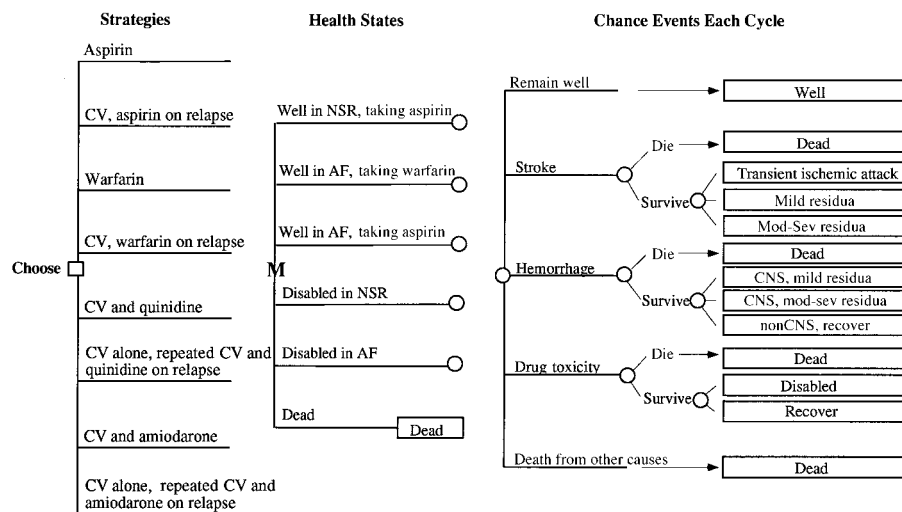 Strategies
Aspirin
CV, aspirin on relapse
Warfarin
CV, warfarin on relapse
Choose
CV and quinidine
CV alone, repeated CV and
quinidine on relapse
CV and amiodarone
CV alone, repeated CV and
amiodarone on relapse
Health States
Well in NSR, taking aspirin
Well in AF, taking warfarin
Well in AF, taking aspirin
M
Disabled in NSR
Disabled in AF
Dead
Dead
Chance Events Each Cycle
Remain well
Well
Stroke
Die
Dead
Survive
Transient ischemic attack
Mild residua
Mod-Sev residua
Hemorrhage
Die
Dead
Survive
CNS, mild residua
CNS, mod-sev residua
nonCNS, recover
Drug toxicity
Die
Dead
Survive
Disabled
Recover
Death from other causes
Dead